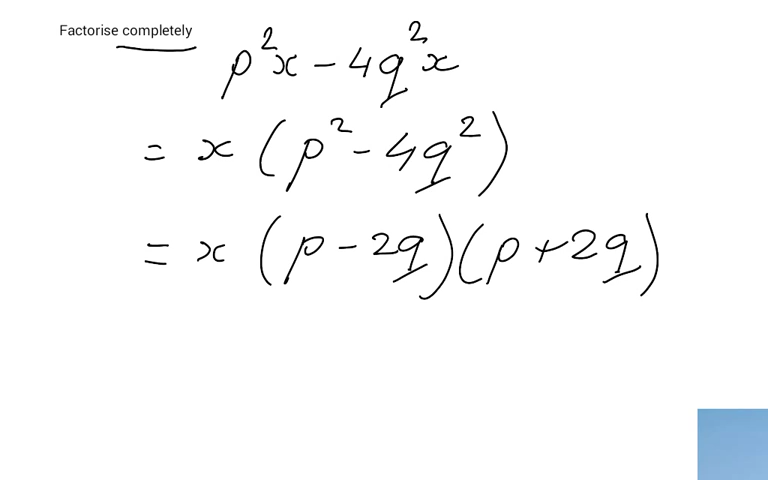 Factorise completely
p²x - 4q²x
= x (p² - 4q²)
= x (p - 2q)(p + 2q)